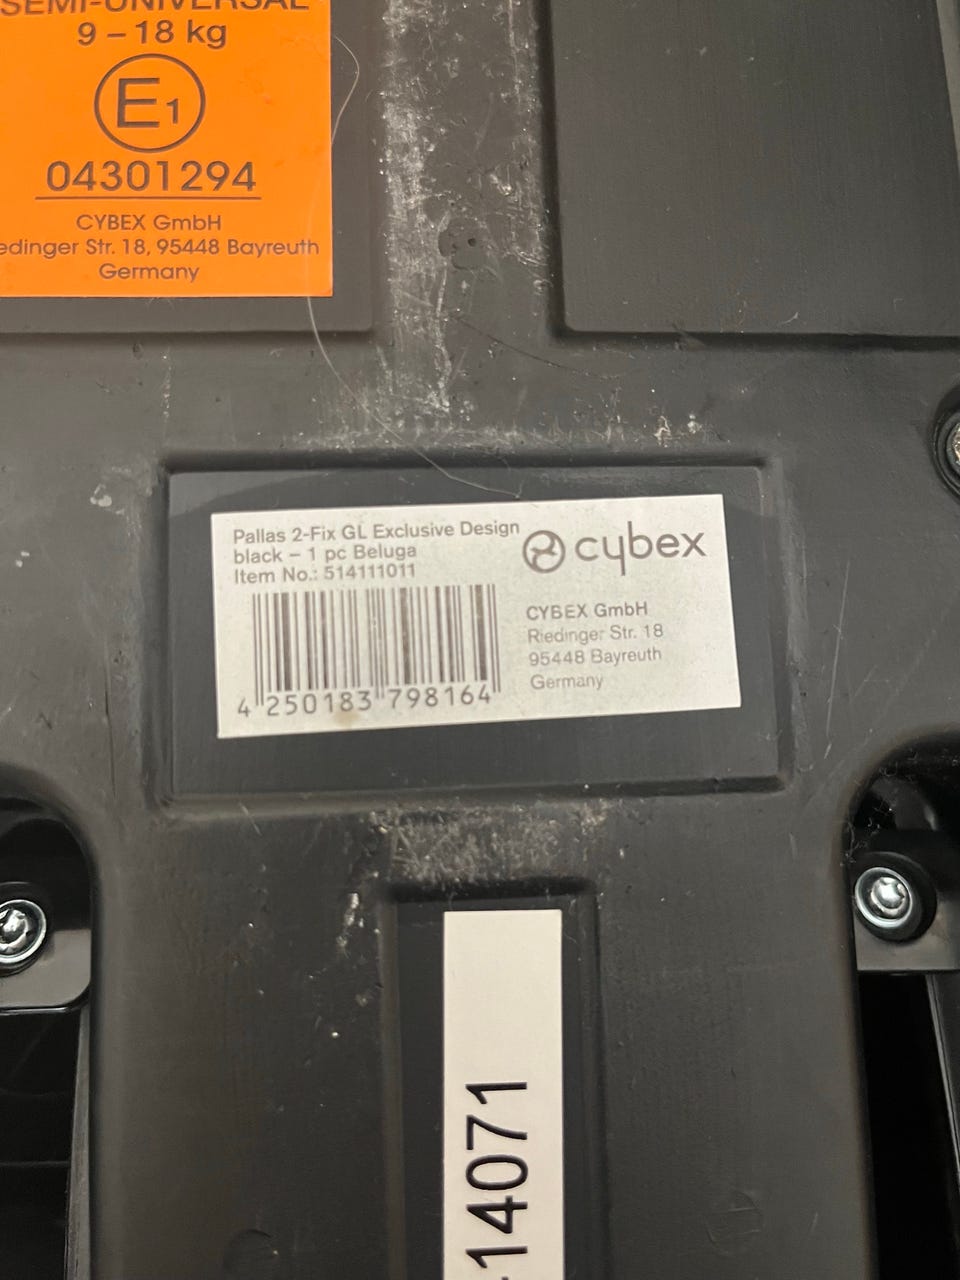 SEMI-UNIVERSAL
9 – 18 kg
E1
04301294
CYBEX GmbH
edinger Str. 18, 95448 Bayreuth
Germany
Pallas 2-Fix GL Exclusive Design
black – 1 pc Beluga
Item No.: 514111011
4 250183 798164
cybex
CYBEX GmbH
Riedinger Str. 18
95448 Bayreuth
Germany
-14071